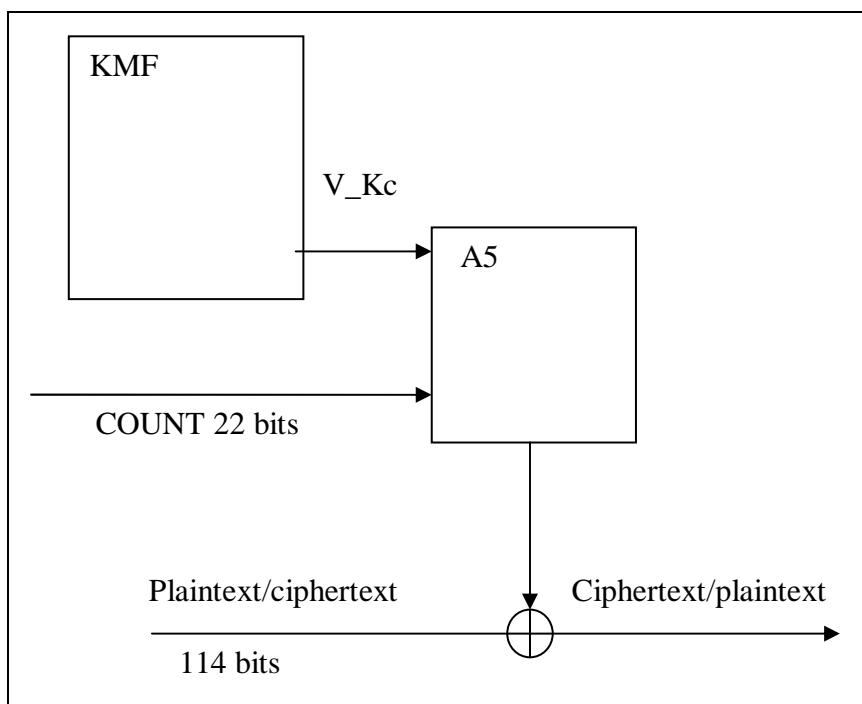 KMF
V_Kc
A5
COUNT 22 bits
Plaintext/ciphertext
Ciphertext/plaintext
114 bits